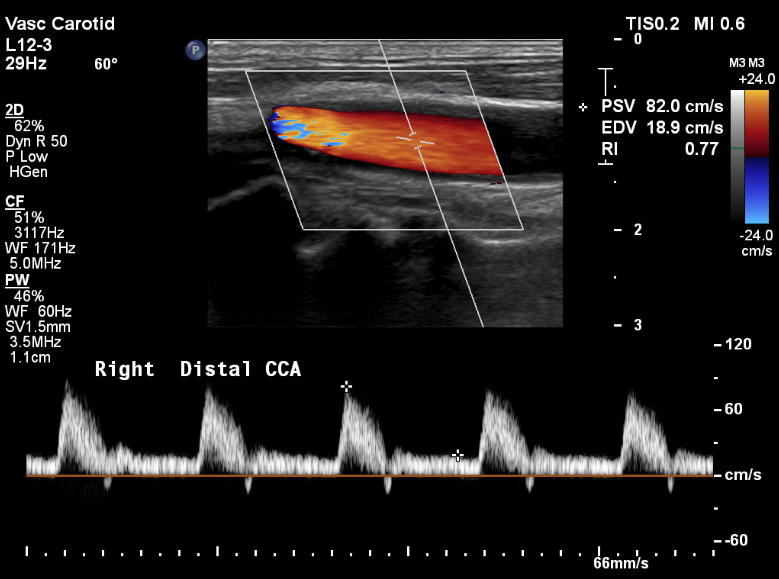 Vasc Carotid
TIS0.2 MI 0.6
L12-3
29Hz 60°
P
0
M3 M3
+24.0
2D
62%
Dyn R 50
P Low
HGen
PSV 82.0 cm/s
EDV 18.9 cm/s
RI 0.77
CF
51%
3117Hz
WF 171Hz
5.0MHz
2
-24.0
cm/s
PW
46%
WF 60Hz
SV1.5mm
3.5MHz
1.1cm
3
120
Right Distal CCA
60
cm/s
-60
66mm/s